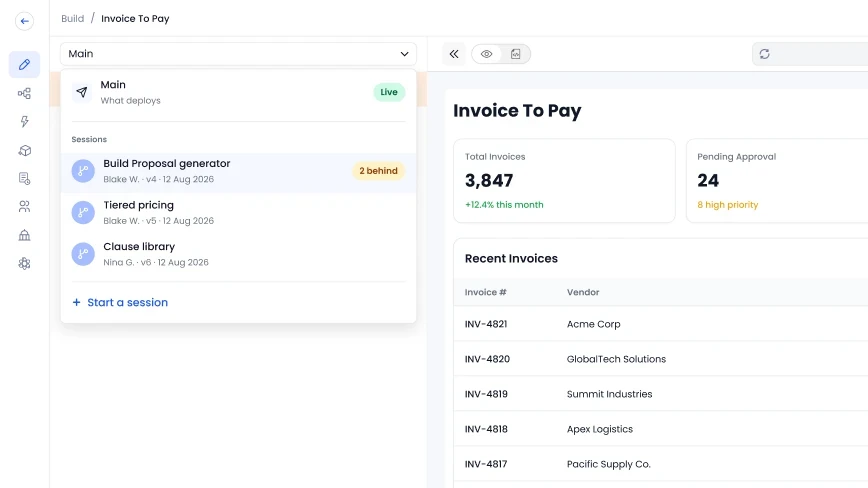 Build / Invoice To Pay
Main
Main
What deploys
Live
Sessions
Build Proposal generator
Blake W. · v4 · 12 Aug 2026
2 behind
Tiered pricing
Blake W. · v5 · 12 Aug 2026
Clause library
Nina G. · v6 · 12 Aug 2026
+ Start a session
Invoice To Pay
Total Invoices
3,847
+12.4% this month
Pending Approval
24
8 high priority
Recent Invoices
Invoice # Vendor
INV-4821 Acme Corp
INV-4820 GlobalTech Solutions
INV-4819 Summit Industries
INV-4818 Apex Logistics
INV-4817 Pacific Supply Co.